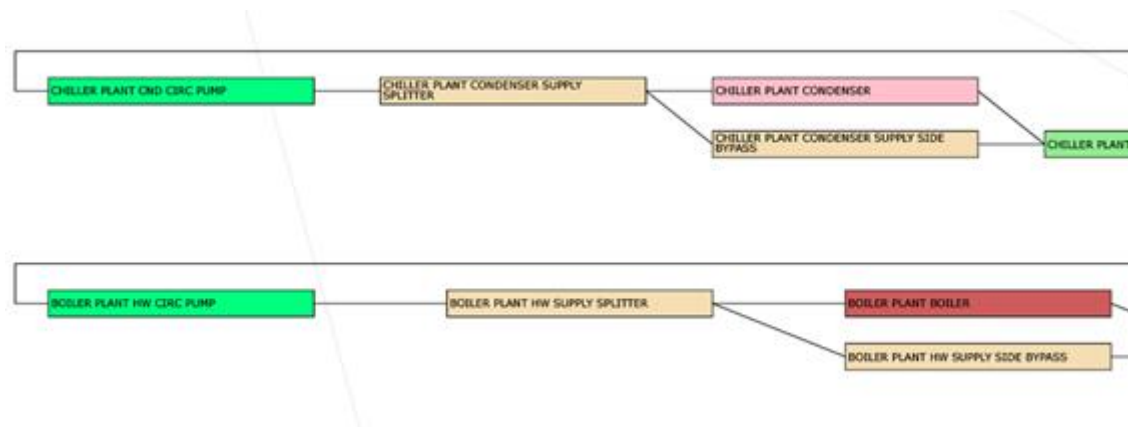 CHILLER PLANT CND CIRC PUMP
CHILLER PLANT CONDENSER SUPPLY
SPLITTER
CHILLER PLANT CONDENSER
CHILLER PLANT CONDENSER SUPPLY SIDE
BYPASS
CHILLER PLANT
BOILER PLANT HW CIRC PUMP
BOILER PLANT HW SUPPLY SPLITTER
BOILER PLANT BOILER
BOILER PLANT HW SUPPLY SIDE BYPASS